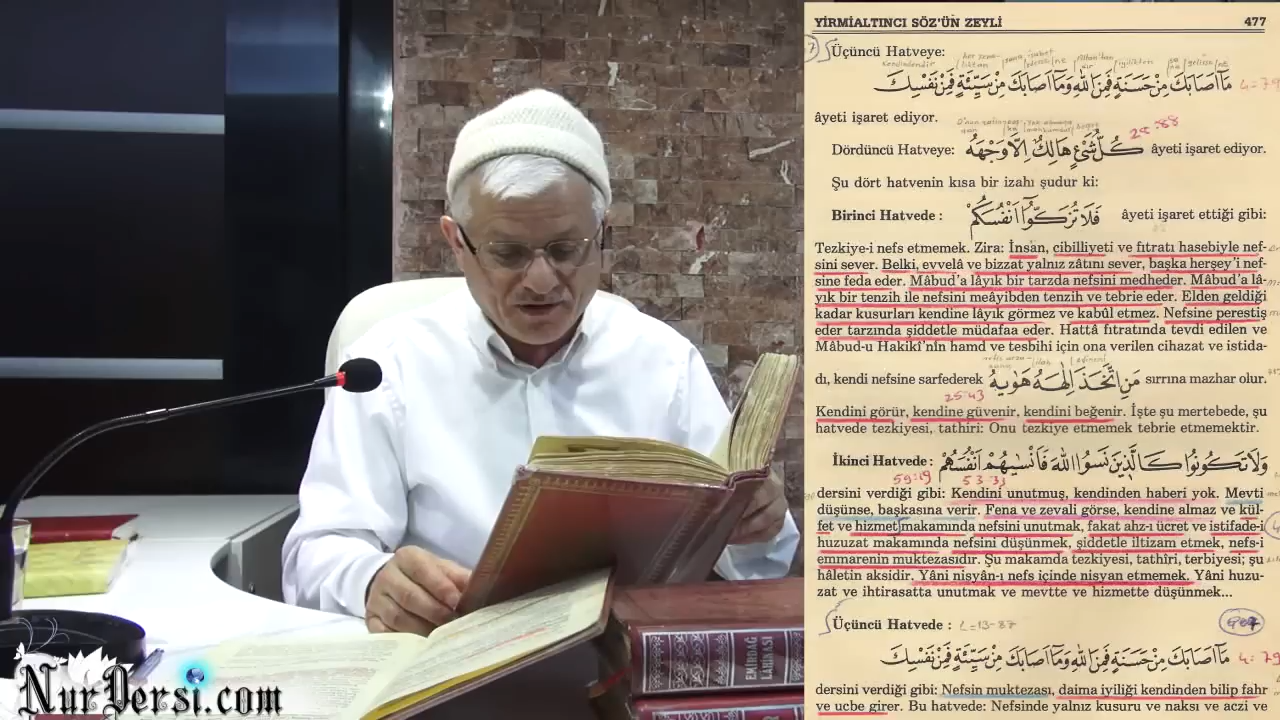 YİRMİALTINCI SÖZ'ÜN ZEYLİ 477
Üçüncü Hatveye:
مَٓا اَصَابَكَ مِنْ حَسَنَةٍ فَمِنَ اللّٰهِ وَمَٓا اَصَابَكَ مِنْ سَيِّئَةٍ فَمِنْ نَفْسِكَ
âyeti işaret ediyor.
Dördüncü Hatveye: كُلُّ شَيْءٍ هَالِكٌ اِلَّا وَجْهَهُ âyeti işaret ediyor.
28:88
Şu dört hatvenin kısa bir izahı şudur ki:
Birinci Hatvede : فَلَا تُزَكُّٓوا اَنْفُسَكُمْ âyeti işaret ettiği gibi:
Tezkiye-i nefs etmemek. Zira: İnsan, cibilliyeti ve fıtratı hasebiyle nef-
sini sever. Belki, evvelâ ve bizzat yalnız zâtını sever, başka herşey'i nef-
sine feda eder. Mâbud'a lâyık bir tarzda nefsini medheder. Mâbud'a lâ-
yık bir tenzih ile nefsini meâyibden tenzih ve tebrie eder. Elden geldiği
kadar kusurları kendine lâyık görmez ve kabûl etmez. Nefsine perestiş
eder tarzında şiddetle müdafaa eder. Hattâ fıtratında tevdi edilen ve
Mâbud-u Hakikî'nin hamd ve tesbihi için ona verilen cihazat ve istida-
dı, kendi nefsine sarfederek مَنِ اتَّخَذَ اِلٰهَهُ هَوٰيهُ sırrına mazhar olur.
25:43
Kendini görür, kendine güvenir, kendini beğenir. İşte şu mertebede, şu
hatvede tezkiyesi, tathiri: Onu tezkiye etmemek tebrie etmemektir.
İkinci Hatvede : وَلَا تَكُونُوا كَالَّذِينَ نَسُوا اللّٰهَ فَاَنْسٰيهُمْ اَنْفُسَهُمْ
59:19
dersini verdiği gibi: Kendini unutmuş, kendinden haberi yok. Mevti
düşünse, başkasına verir. Fena ve zevali görse, kendine almaz ve kül-
fet ve hizmet makamında nefsini unutmak, fakat ahz-ı ücret ve istifade-i
huzuzat makamında nefsini düşünmek, şiddetle iltizam etmek, nefs-i
emmarenin muktezasıdır. Şu makamda tezkiyesi, tathîri, terbiyesi; şu
hâletin aksidir. Yâni nisyân-ı nefs içinde nisyan etmemek. Yâni huzu-
zat ve ihtirasatta unutmak ve mevtte ve hizmette düşünmek...
Üçüncü Hatvede :
مَٓا اَصَابَكَ مِنْ حَسَنَةٍ فَمِنَ اللّٰهِ وَمَٓا اَصَابَكَ مِنْ سَيِّئَةٍ فَمِنْ نَفْسِكَ
dersini verdiği gibi: Nefsin muktezası, daima iyiliği kendinden bilip fahr
ve ucbe girer. Bu hatvede: Nefsinde yalnız kusuru ve naksı ve aczi ve
EMİRDAĞ
LÂHİKASI
NurDersi.com